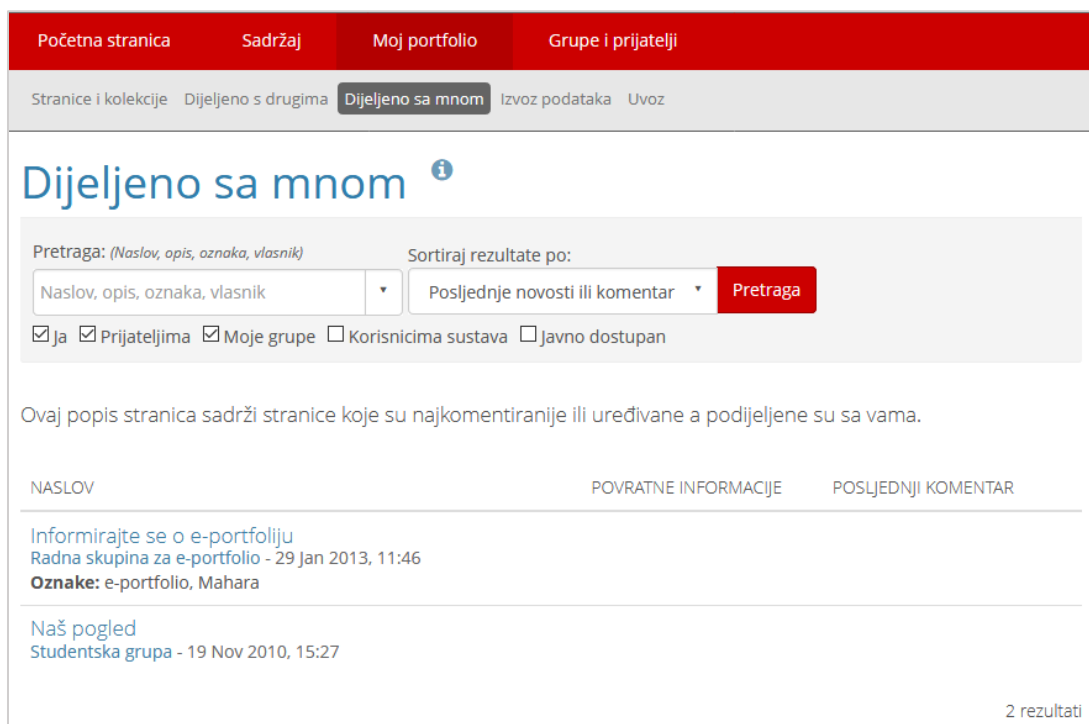 Početna stranica Sadržaj Moj portfolio Grupe i prijatelji
Stranice i kolekcije Dijeljeno s drugima Dijeljeno sa mnom Izvoz podataka Uvoz
Dijeljeno sa mnom
Pretraga: (Naslov, opis, oznaka, vlasnik) Sortiraj rezultate po:
Naslov, opis, oznaka, vlasnik Posljednje novosti ili komentar Pretraga
Ja Prijateljima Moje grupe Korisnicima sustava Javno dostupan
Ovaj popis stranica sadrži stranice koje su najkomentiranije ili uređivane a podijeljene su sa vama.
NASLOV POVRATNE INFORMACIJE POSLJEDNJI KOMENTAR
Informirajte se o e-portfoliju
Radna skupina za e-portfolio - 29 Jan 2013, 11:46
Oznake: e-portfolio, Mahara
Naš pogled
Studentska grupa - 19 Nov 2010, 15:27
2 rezultati